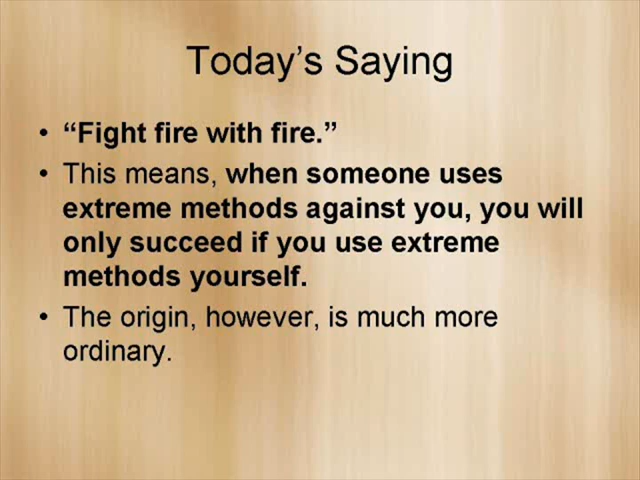 Today’s Saying
• “Fight fire with fire.”
• This means, when someone uses
extreme methods against you, you will
only succeed if you use extreme
methods yourself.
• The origin, however, is much more
ordinary.